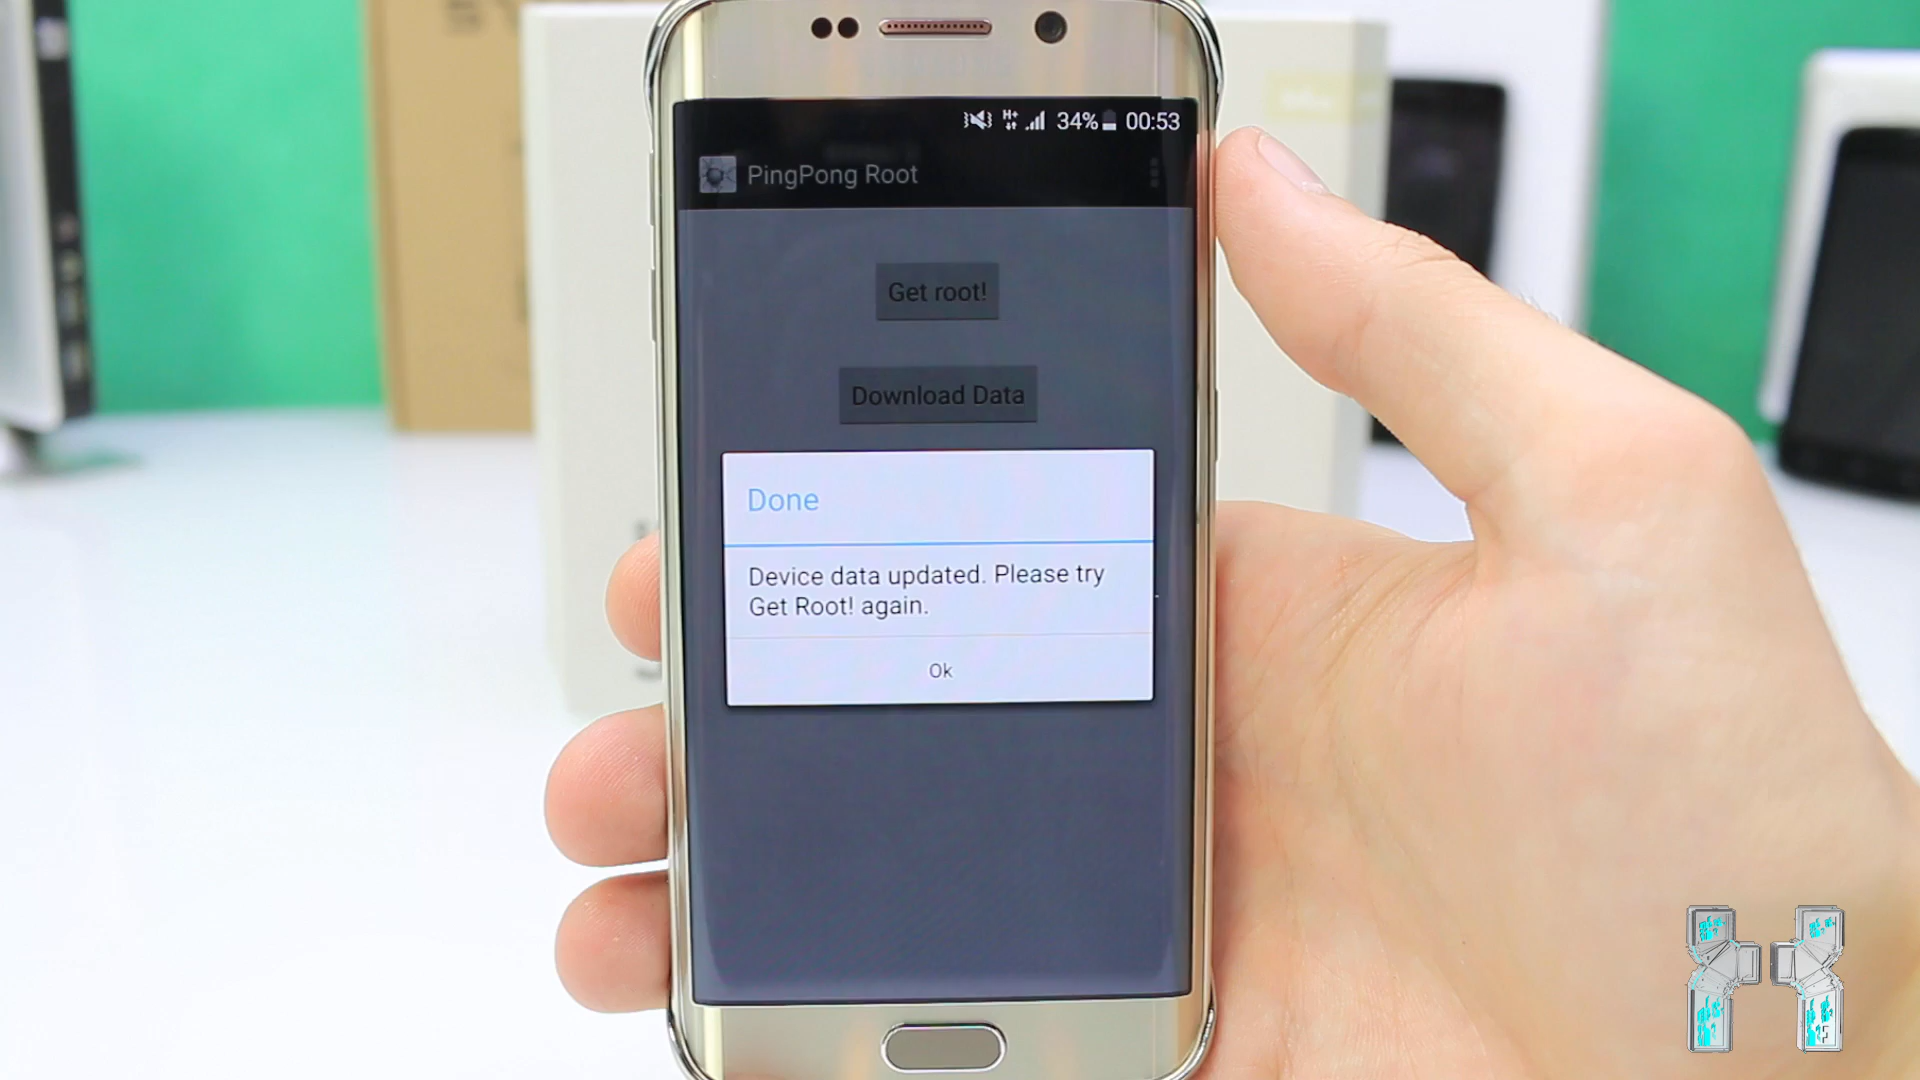 34% 00:53
PingPong Root
Get root!
Download Data
Done
Device data updated. Please try
Get Root! again.
Ok